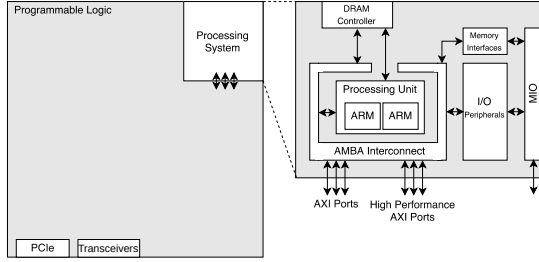 Programmable Logic
Processing
System
PCIe
Transceivers
DRAM
Controller
Memory
Interfaces
Processing Unit
ARM
ARM
I/O
Peripherals
MIO
AMBA Interconnect
AXI Ports
High Performance
AXI Ports